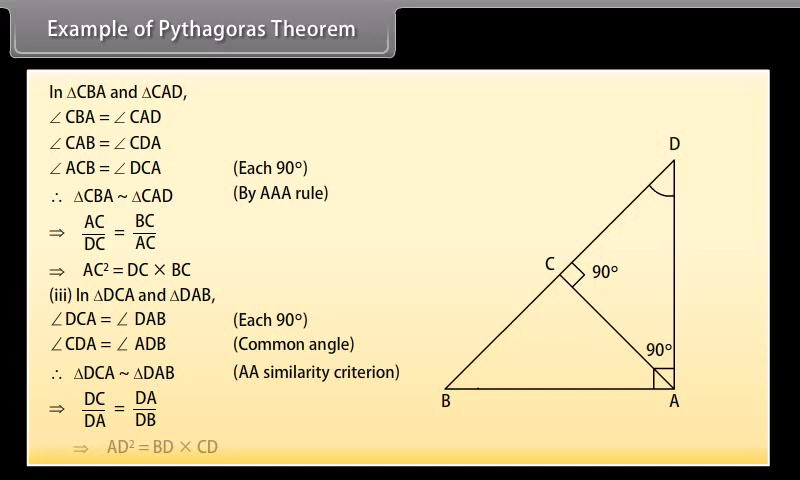 Example of Pythagoras Theorem
In ΔCBA and ΔCAD,
∠ CBA = ∠ CAD
∠ CAB = ∠ CDA
∠ ACB = ∠ DCA (Each 90°)
∴ ΔCBA ~ ΔCAD (By AAA rule)
⇒ AC/DC = BC/AC
⇒ AC² = DC × BC
(iii) In ΔDCA and ΔDAB,
∠DCA = ∠ DAB (Each 90°)
∠CDA = ∠ ADB (Common angle)
∴ ΔDCA ~ ΔDAB (AA similarity criterion)
⇒ DC/DA = DA/DB
⇒ AD² = BD × CD
D
C 90°
90°
B A